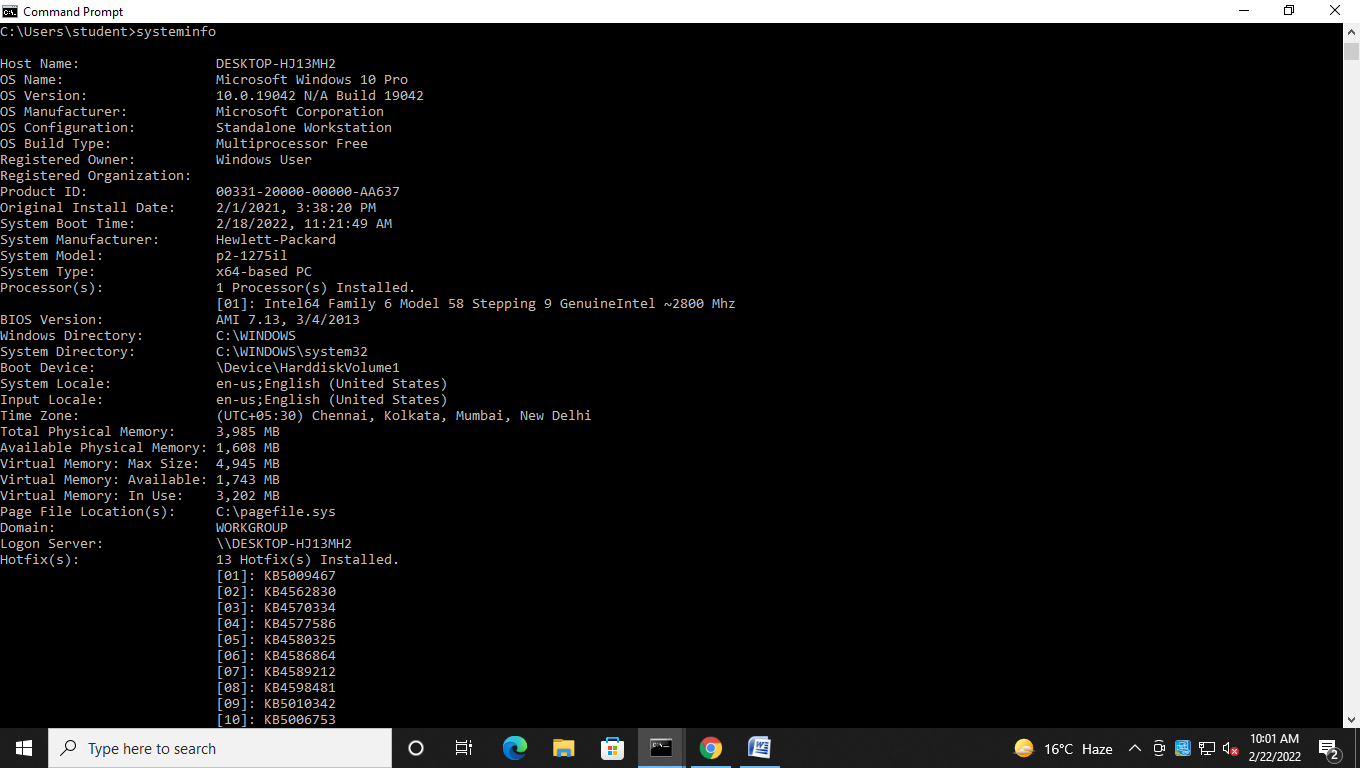 Command Prompt
C:\Users\student>systeminfo
Host Name: DESKTOP-HJ13MH2
OS Name: Microsoft Windows 10 Pro
OS Version: 10.0.19042 N/A Build 19042
OS Manufacturer: Microsoft Corporation
OS Configuration: Standalone Workstation
OS Build Type: Multiprocessor Free
Registered Owner: Windows User
Registered Organization:
Product ID: 00331-20000-00000-AA637
Original Install Date: 2/1/2021, 3:38:20 PM
System Boot Time: 2/18/2022, 11:21:49 AM
System Manufacturer: Hewlett-Packard
System Model: p2-1275il
System Type: x64-based PC
Processor(s): 1 Processor(s) Installed.
[01]: Intel64 Family 6 Model 58 Stepping 9 GenuineIntel ~2800 Mhz
BIOS Version: AMI 7.13, 3/4/2013
Windows Directory: C:\WINDOWS
System Directory: C:\WINDOWS\system32
Boot Device: \Device\HarddiskVolume1
System Locale: en-us;English (United States)
Input Locale: en-us;English (United States)
Time Zone: (UTC+05:30) Chennai, Kolkata, Mumbai, New Delhi
Total Physical Memory: 3,985 MB
Available Physical Memory: 1,608 MB
Virtual Memory: Max Size: 4,945 MB
Virtual Memory: Available: 1,743 MB
Virtual Memory: In Use: 3,202 MB
Page File Location(s): C:\pagefile.sys
Domain: WORKGROUP
Logon Server: \\DESKTOP-HJ13MH2
Hotfix(s): 13 Hotfix(s) Installed.
[01]: KB5009467
[02]: KB4562830
[03]: KB4570334
[04]: KB4577586
[05]: KB4580325
[06]: KB4586864
[07]: KB4589212
[08]: KB4598481
[09]: KB5010342
[10]: KB5006753
Type here to search
16°C Haze
10:01 AM
2/22/2022
2